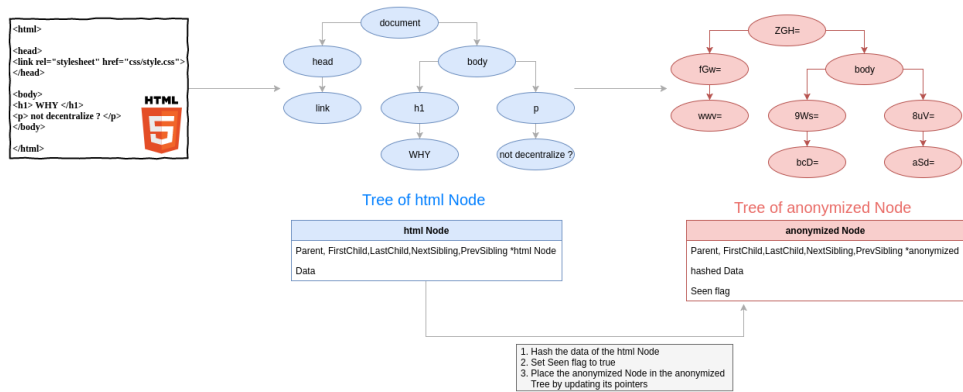 <html>
<head>
<link rel="stylesheet" href="css/style.css">
</head>
<body>
<h1> WHY </h1>
<p> not decentralize ? </p>
</body>
</html>
HTML
5
document
head
body
link
h1
p
WHY
not decentralize ?
Tree of html Node
html Node
Parent, FirstChild,LastChild,NextSibling,PrevSibling *html Node
Data
ZGH=
fGw=
body
wwv=
9Ws=
8uV=
bcD=
aSd=
Tree of anonymized Node
anonymized Node
Parent, FirstChild,LastChild,NextSibling,PrevSibling *anonymized
hashed Data
Seen flag
1. Hash the data of the html Node
2. Set Seen flag to true
3. Place the anonymized Node in the anonymized
Tree by updating its pointers